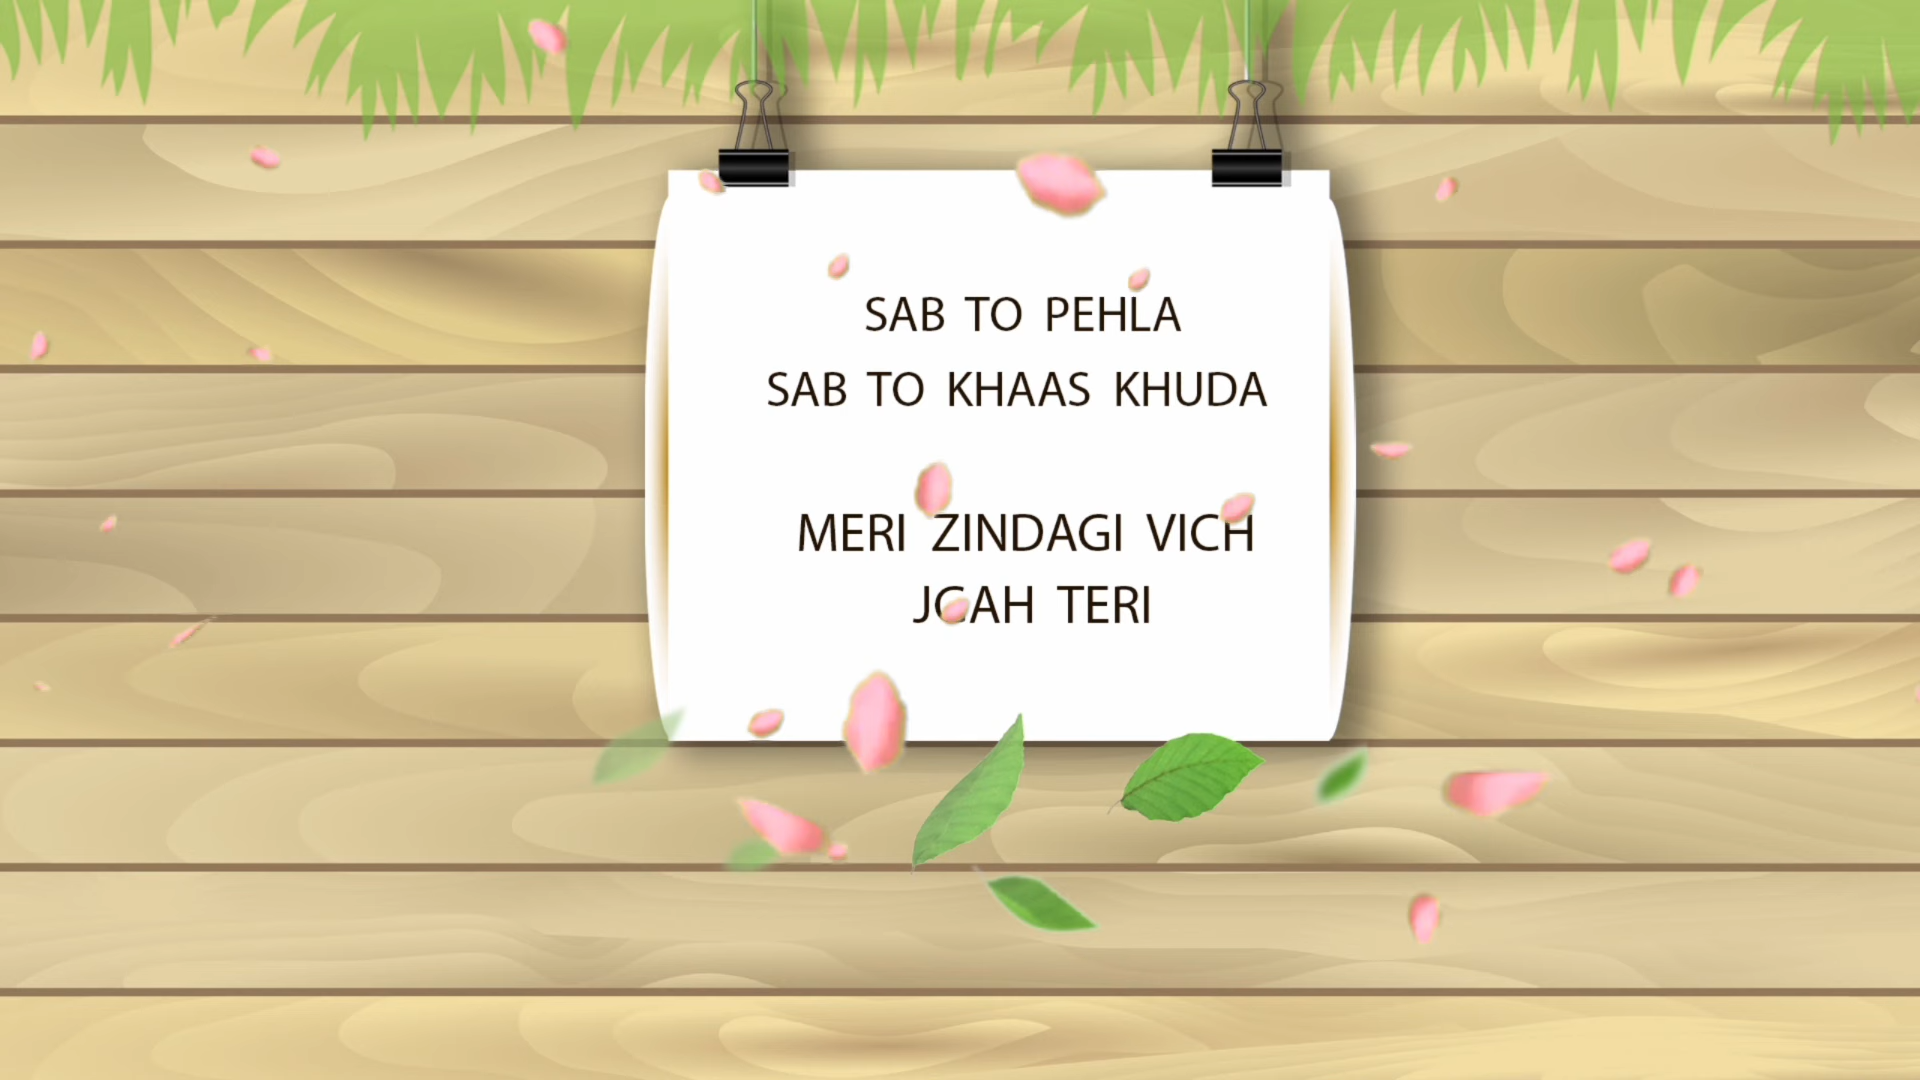 SAB TO PEHLA
SAB TO KHAAS KHUDA
MERI ZINDAGI VICH
JGAH TERI